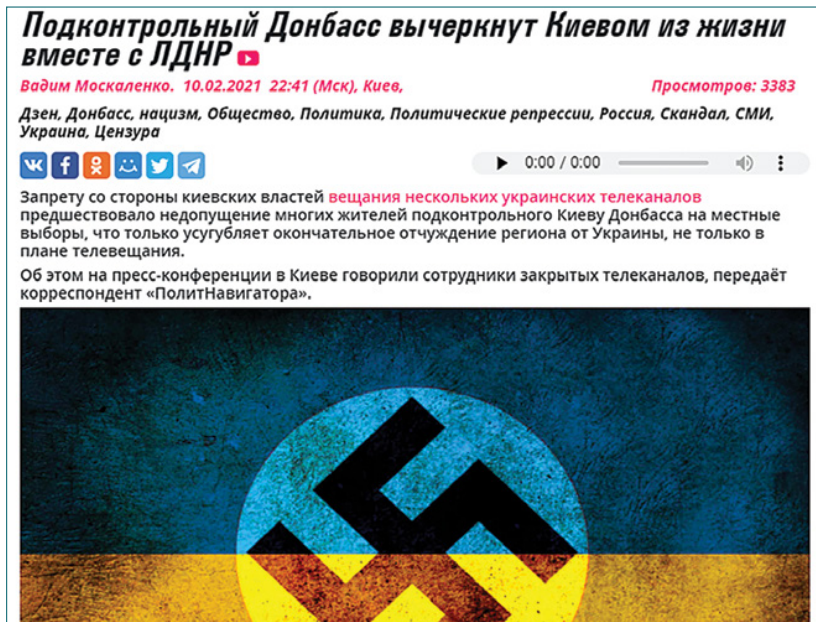 Подконтрольный Донбасс вычеркнут Киевом из жизни
вместе с ЛДНР
Вадим Москаленко. 10.02.2021 22:41 (Мск), Киев, Просмотров: 3383
Дзен, Донбасс, нацизм, Общество, Политика, Политические репрессии, Россия, Скандал, СМИ,
Украина, Цензура
0:00 / 0:00
Запрету со стороны киевских властей вещания нескольких украинских телеканалов
предшествовало недопущение многих жителей подконтрольного Киеву Донбасса на местные
выборы, что только усугубляет окончательное отчуждение региона от Украины, не только в
плане телевещания.
Об этом на пресс-конференции в Киеве говорили сотрудники закрытых телеканалов, передаёт
корреспондент «ПолитНавигатора».